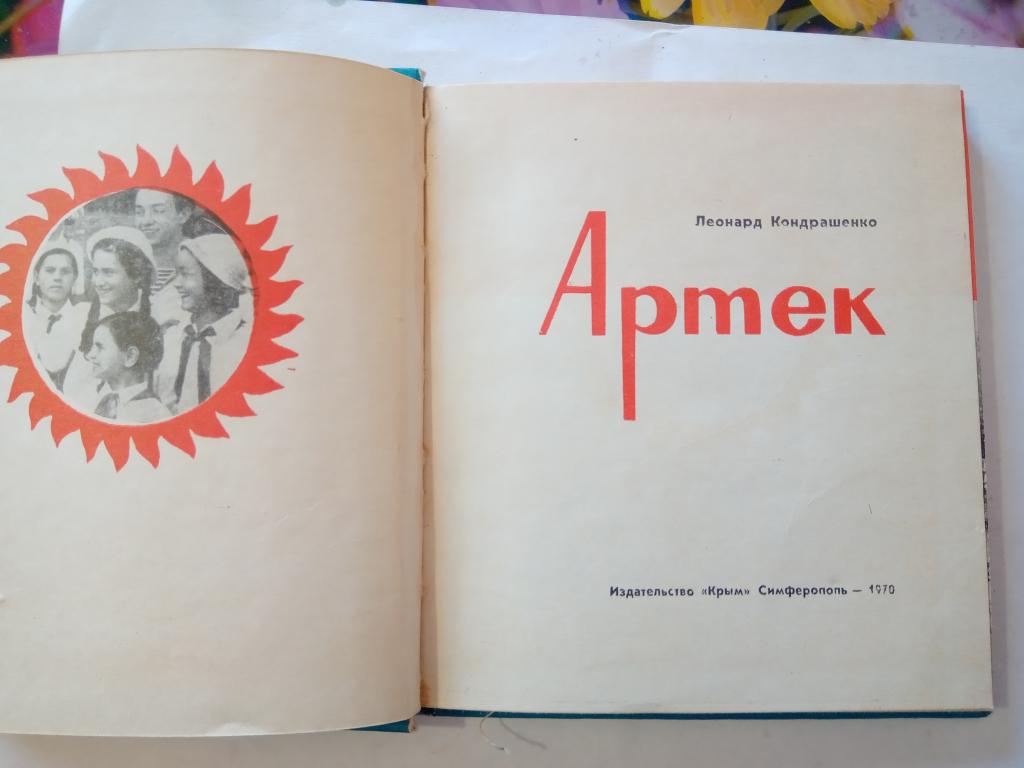 Леонард Кондрашенко
Артек
Издательство «Крым» Симферополь — 1970